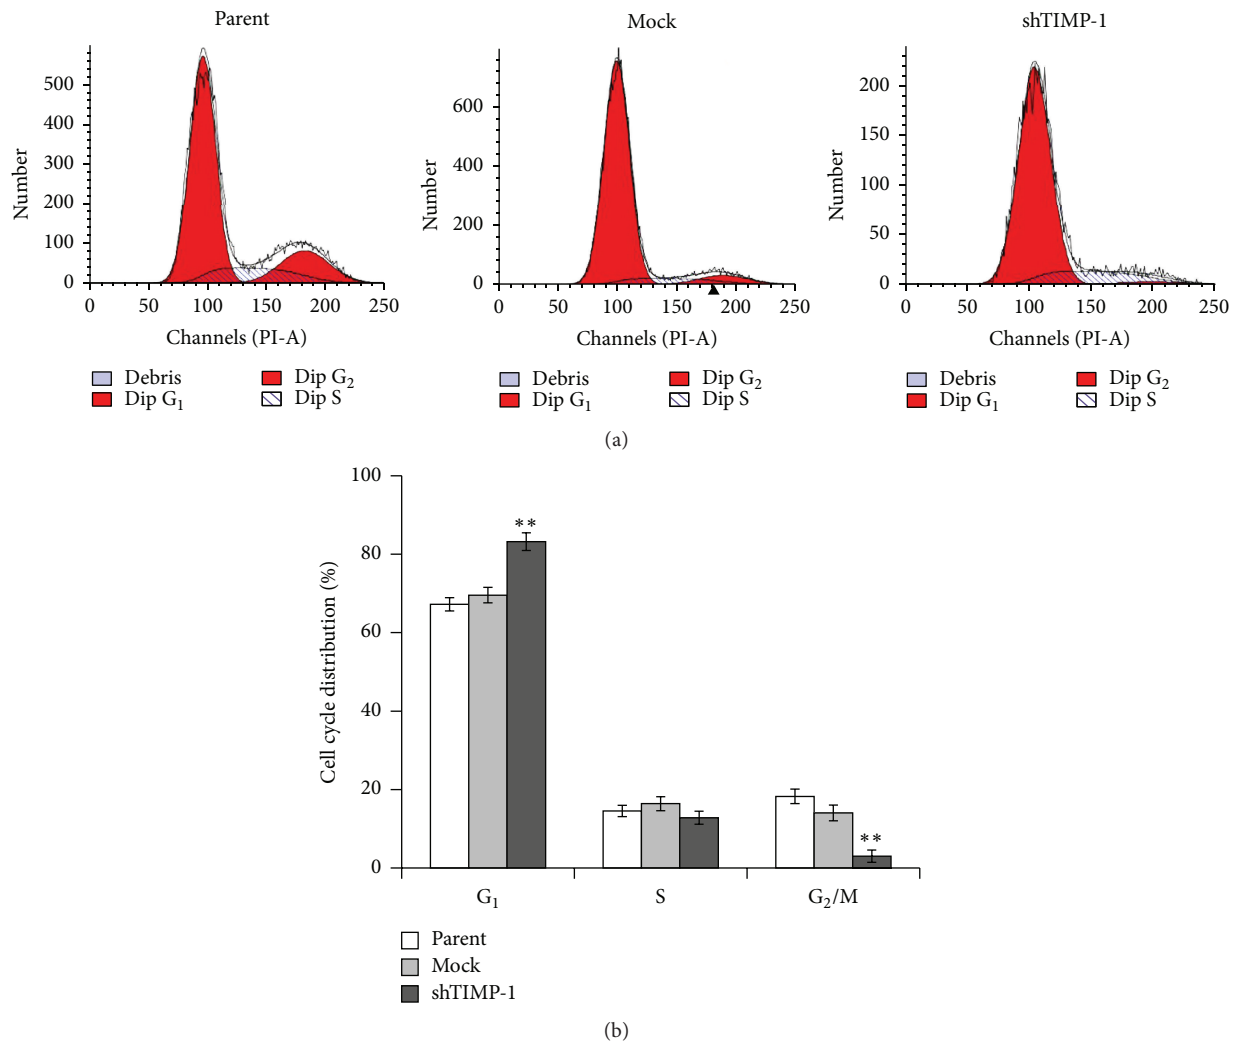 Parent
Mock
shTIMP-1
Number
500
400
300
200
100
0
0 50 100 150 200 250
Channels (PI-A)
Number
600
400
200
0
0 50 100 150 200 250
Channels (PI-A)
Number
200
150
100
50
0
0 50 100 150 200 250
Channels (PI-A)
Debris
Dip G₁
Dip G₂
Dip S
Debris
Dip G₁
Dip G₂
Dip S
Debris
Dip G₁
Dip G₂
Dip S
(a)
Cell cycle distribution (%)
100
80
60
40
20
0
**
**
G₁ S G₂/M
Parent
Mock
shTIMP-1
(b)